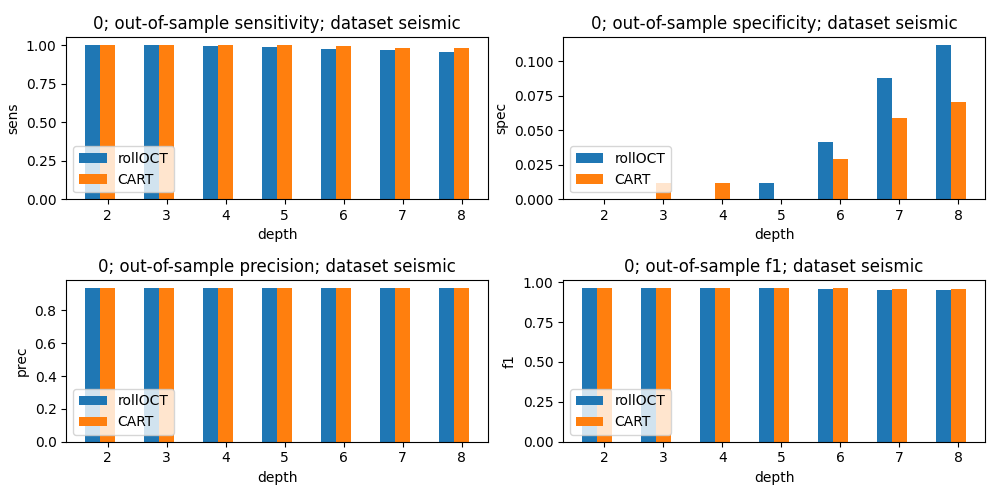 0; out-of-sample sensitivity; dataset seismic
1.00
0.75
0.50
0.25
0.00
sens
rollOCT
CART
2 3 4 5 6 7 8
depth
0; out-of-sample specificity; dataset seismic
0.100
0.075
0.050
0.025
0.000
spec
rollOCT
CART
2 3 4 5 6 7 8
depth
0; out-of-sample precision; dataset seismic
0.8
0.6
0.4
0.2
0.0
prec
rollOCT
CART
2 3 4 5 6 7 8
depth
0; out-of-sample f1; dataset seismic
1.00
0.75
0.50
0.25
0.00
f1
rollOCT
CART
2 3 4 5 6 7 8
depth